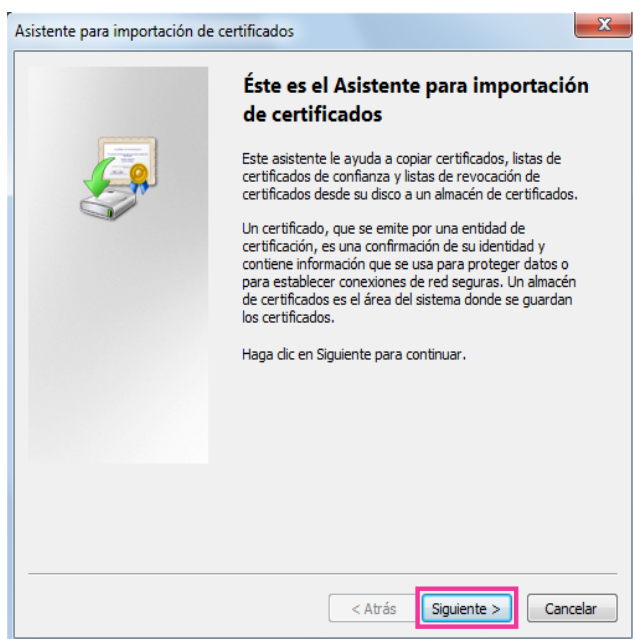 Asistente para importación de certificados
Éste es el Asistente para importación
de certificados
Este asistente le ayuda a copiar certificados, listas de
certificados de confianza y listas de revocación de
certificados desde su disco a un almacén de certificados.
Un certificado, que se emite por una entidad de
certificación, es una confirmación de su identidad y
contiene información que se usa para proteger datos o
para establecer conexiones de red seguras. Un almacén
de certificados es el área del sistema donde se guardan
los certificados.
Haga clic en Siguiente para continuar.
< Atrás Siguiente > Cancelar